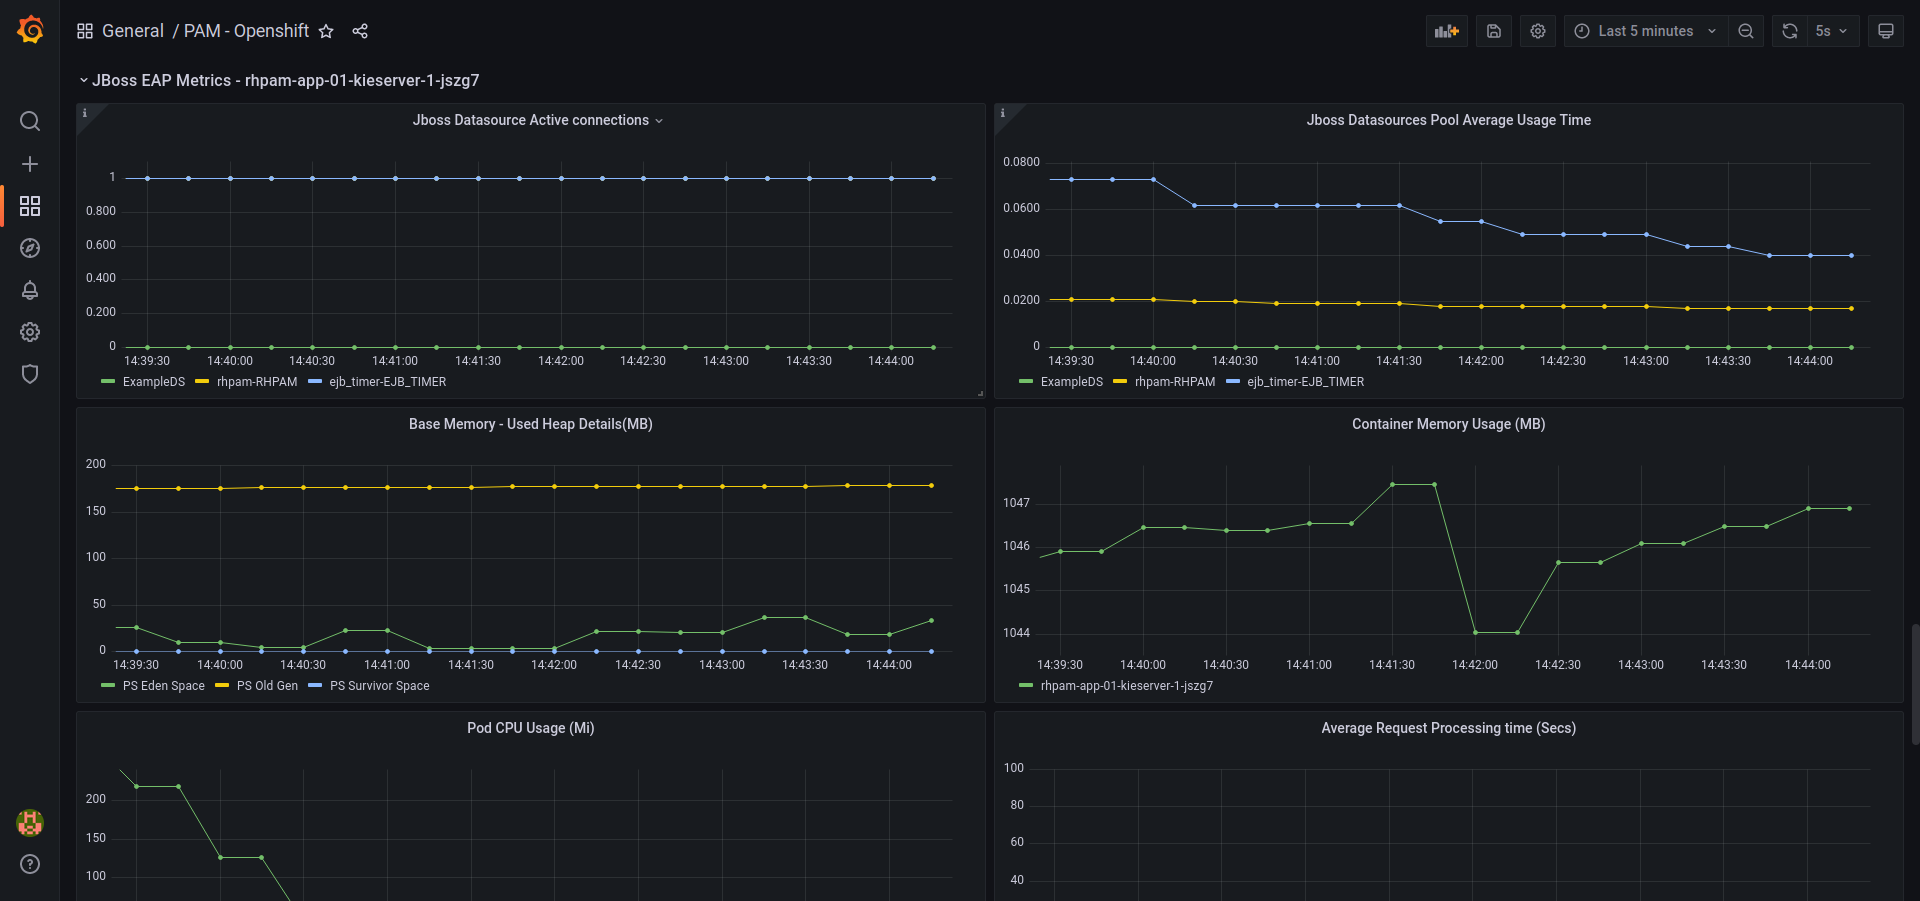 General / PAM - Openshift
Last 5 minutes
5s
JBoss EAP Metrics - rhpam-app-01-kieserver-1-jszg7
i
Jboss Datasource Active connections
1
0.800
0.600
0.400
0.200
0
14:39:30 14:40:00 14:40:30 14:41:00 14:41:30 14:42:00 14:42:30 14:43:00 14:43:30 14:44:00
ExampleDS rhpam-RHPAM ejb_timer-EJB_TIMER
i
Jboss Datasources Pool Average Usage Time
0.0800
0.0600
0.0400
0.0200
0
14:39:30 14:40:00 14:40:30 14:41:00 14:41:30 14:42:00 14:42:30 14:43:00 14:43:30 14:44:00
ExampleDS rhpam-RHPAM ejb_timer-EJB_TIMER
Base Memory - Used Heap Details(MB)
200
150
100
50
0
14:39:30 14:40:00 14:40:30 14:41:00 14:41:30 14:42:00 14:42:30 14:43:00 14:43:30 14:44:00
PS Eden Space PS Old Gen PS Survivor Space
Container Memory Usage (MB)
1047
1046
1045
1044
14:39:30 14:40:00 14:40:30 14:41:00 14:41:30 14:42:00 14:42:30 14:43:00 14:43:30 14:44:00
rhpam-app-01-kieserver-1-jszg7
Pod CPU Usage (Mi)
200
150
100
Average Request Processing time (Secs)
100
80
60
40